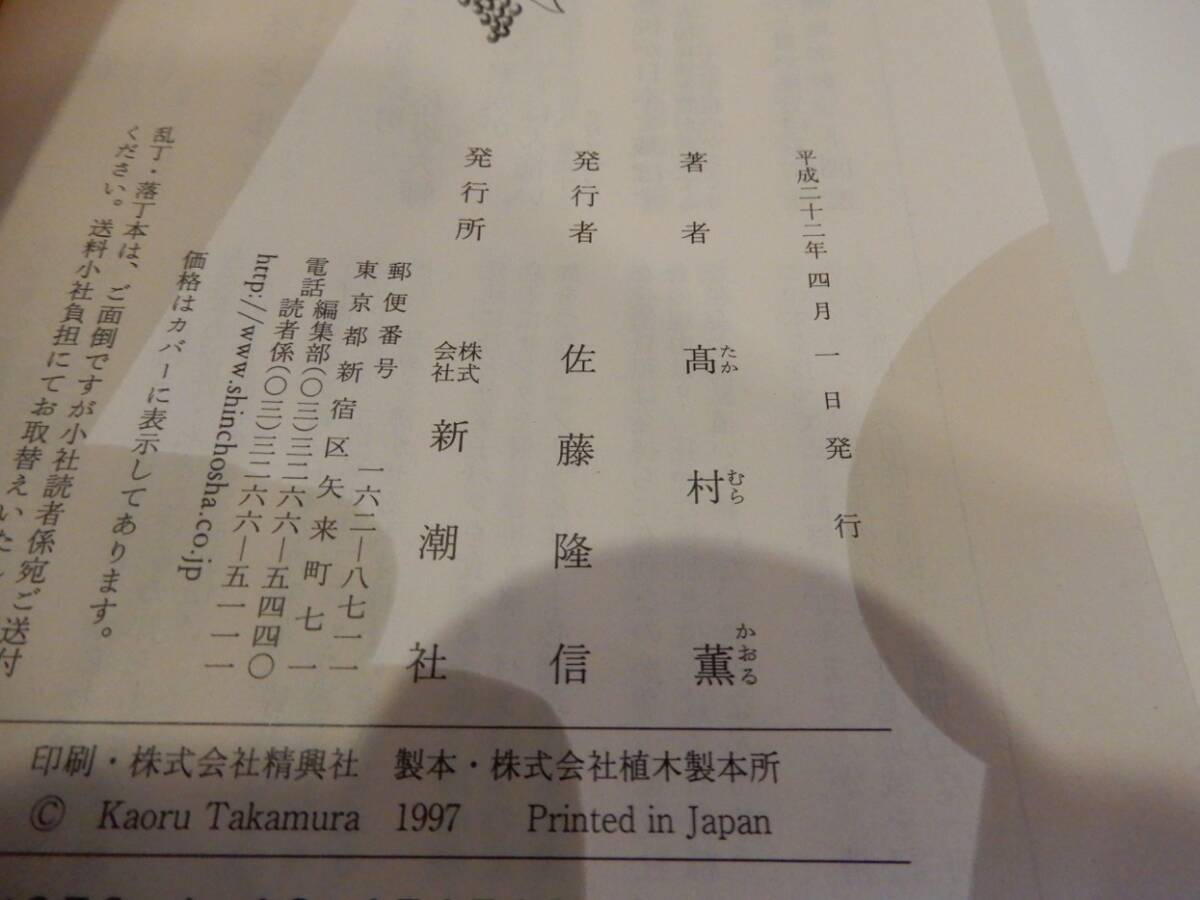 平成二十二年四月一日発行
著者 髙村薫
たか むら かおる
発行者 佐藤隆信
発行所 株式会社 新潮社
郵便番号 一六二―八七一一
東京都新宿区矢来町七一
電話 編集部(〇三)三二六六―五四四〇
読者係(〇三)三二六六―五一一一
http://www.shinchosha.co.jp
価格はカバーに表示してあります。
乱丁・落丁本は、ご面倒ですが小社読者係宛ご送付
ください。送料小社負担にてお取替えいた
印刷・株式会社精興社 製本・株式会社植木製本所
© Kaoru Takamura 1997 Printed in Japan